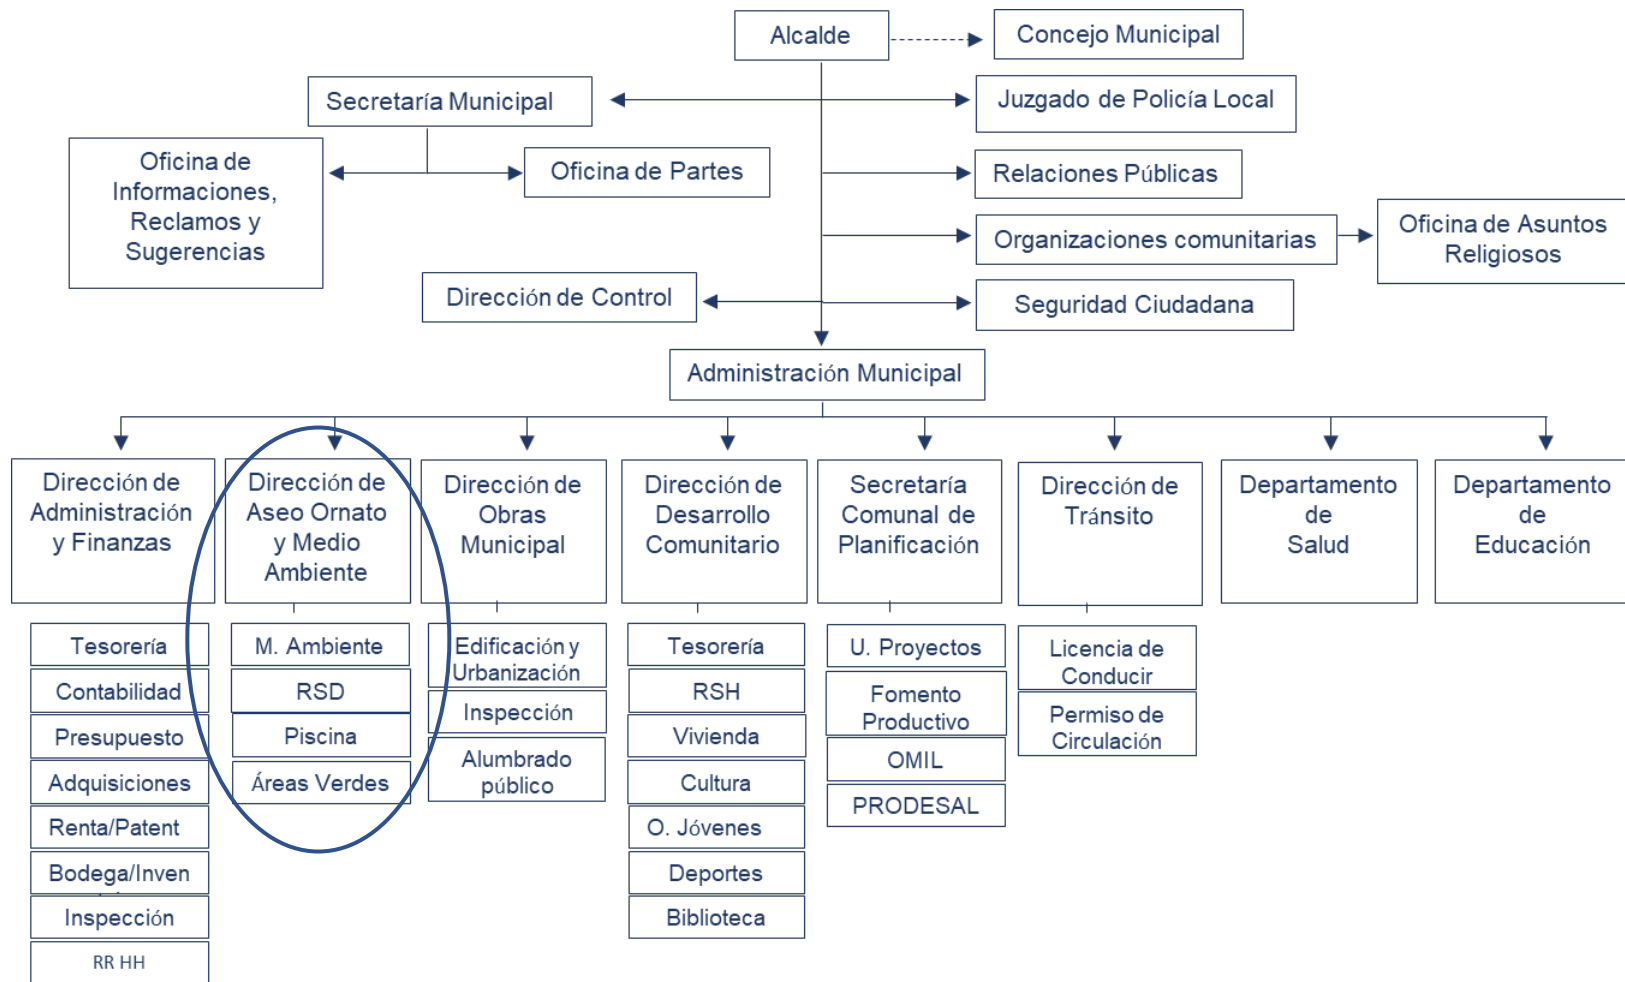 Alcalde
Concejo Municipal
Secretaría Municipal
Juzgado de Policía Local
Oficina de
Informaciones,
Reclamos y
Sugerencias
Oficina de Partes
Relaciones Públicas
Organizaciones comunitarias
Oficina de Asuntos
Religiosos
Dirección de Control
Seguridad Ciudadana
Administración Municipal
Dirección de
Administración
y Finanzas
Dirección de
Aseo Ornato
y Medio
Ambiente
Dirección de
Obras
Municipal
Dirección de
Desarrollo
Comunitario
Secretaría
Comunal de
Planificación
Dirección de
Tránsito
Departamento
de
Salud
Departamento
de
Educación
Tesorería
Contabilidad
Presupuesto
Adquisiciones
Renta/Patent
Bodega/Inven
Inspección
RR HH
M. Ambiente
RSD
Piscina
Áreas Verdes
Edificación y
Urbanización
Inspección
Alumbrado
público
Tesorería
RSH
Vivienda
Cultura
O. Jóvenes
Deportes
Biblioteca
U. Proyectos
Fomento
Productivo
OMIL
PRODESAL
Licencia de
Conducir
Permiso de
Circulación